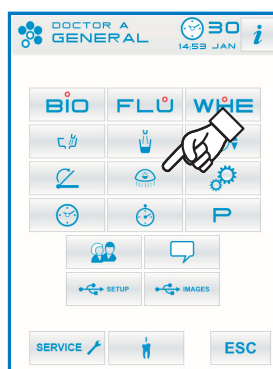 DOCTOR A 30
GENERAL
14:53 JAN i
BIO FLU WHE
P
SETUP IMAGES
SERVICE ESC